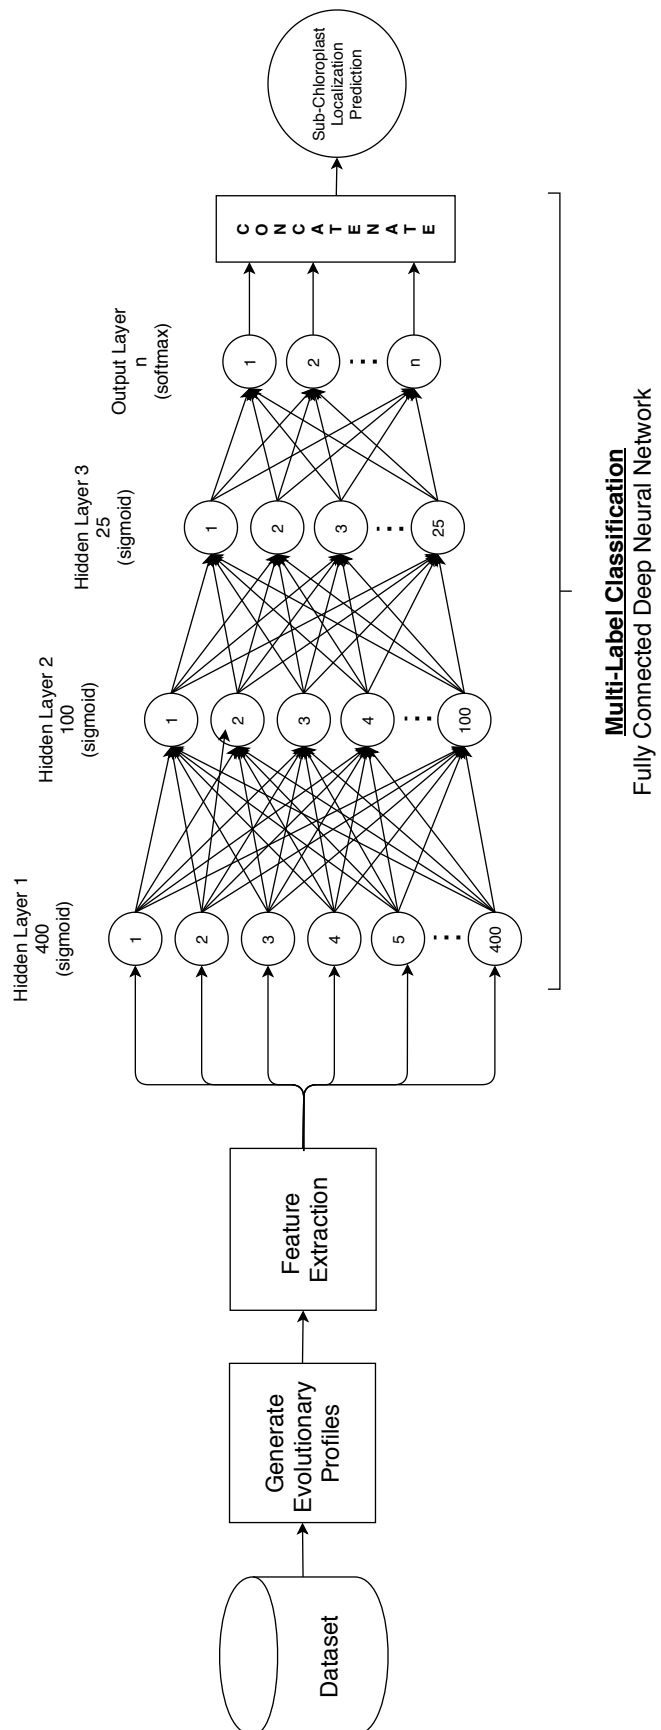 Dataset
Generate
Evolutionary
Profiles
Feature
Extraction
Hidden Layer 1
400
(sigmoid)
1
2
3
4
5
400
Hidden Layer 2
100
(sigmoid)
1
2
3
4
100
Hidden Layer 3
25
(sigmoid)
1
2
3
25
Output Layer
n
(softmax)
1
2
n
C
O
N
C
A
T
E
N
A
T
E
Sub-Chloroplast
Localization
Prediction
Multi-Label Classification
Fully Connected Deep Neural Network